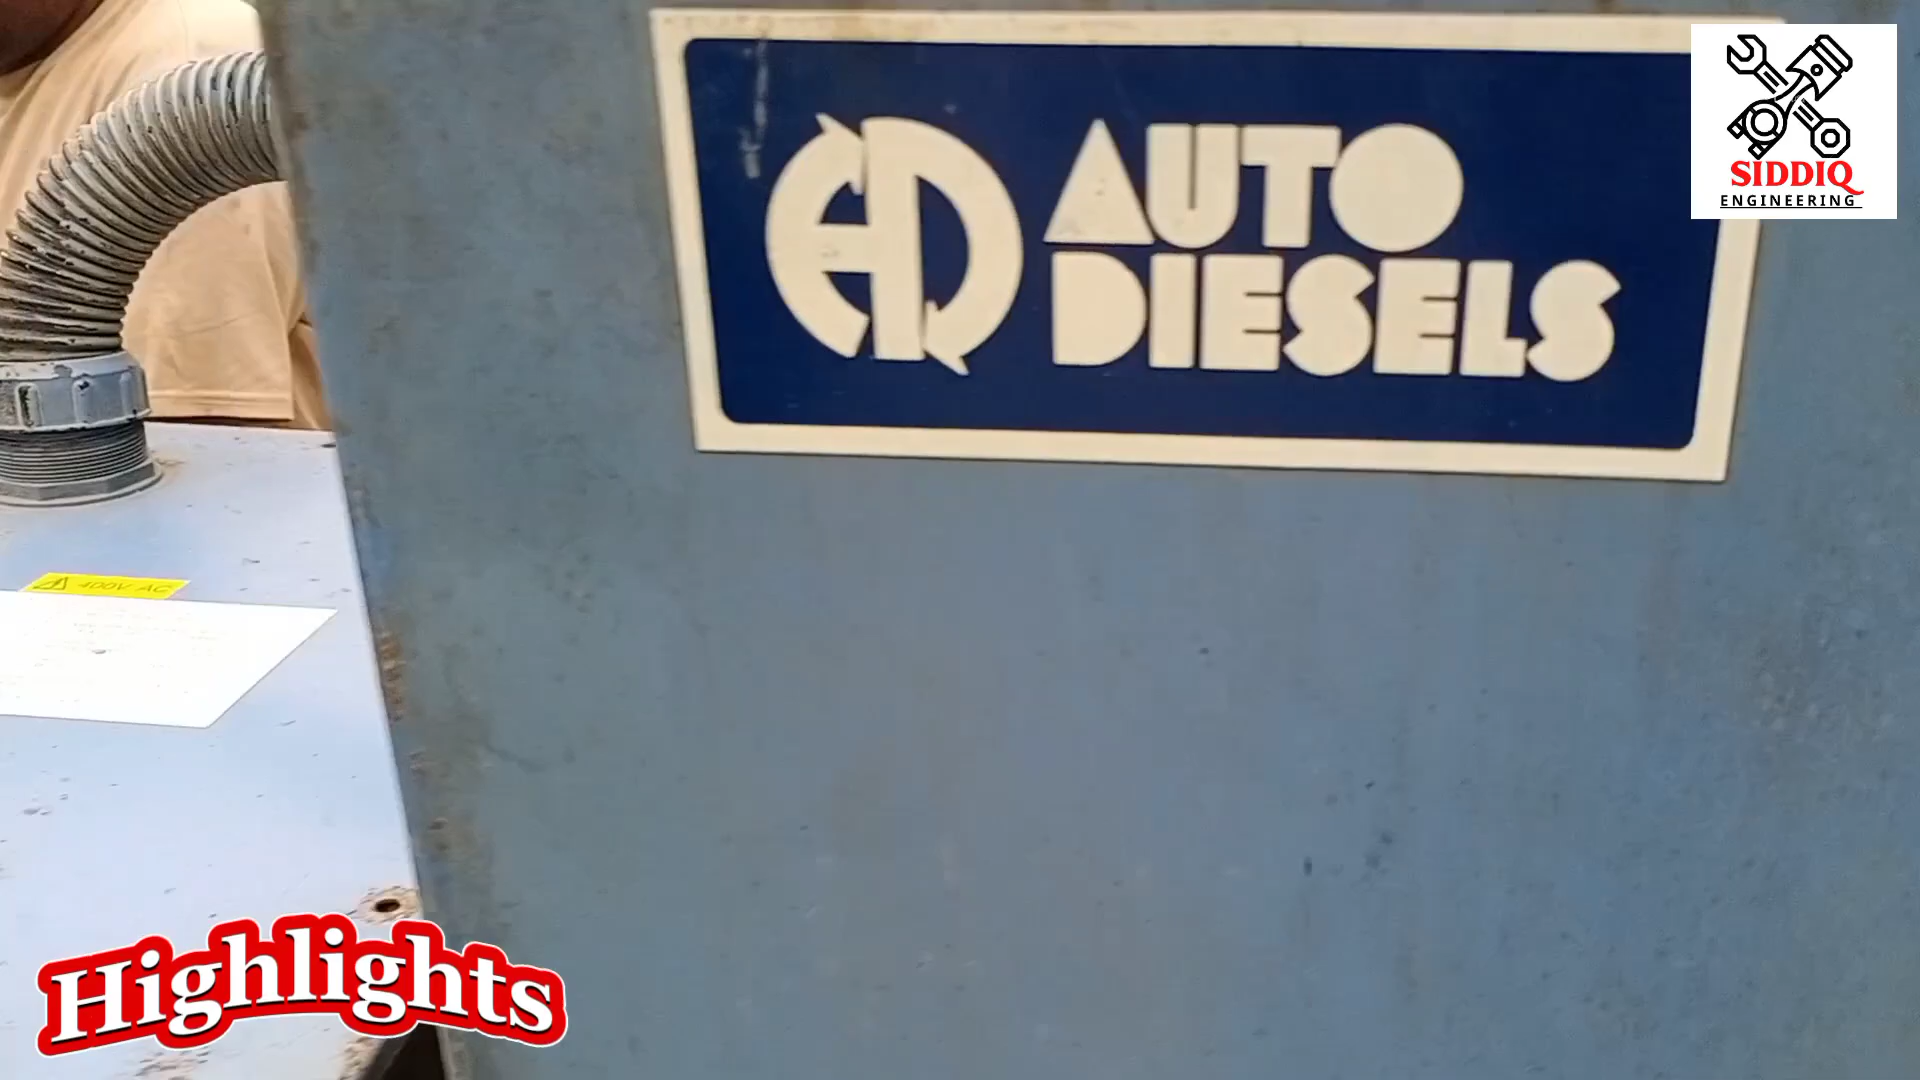 AUTO
DIESELS
SIDDIQ
ENGINEERING
400V AC
Highlights